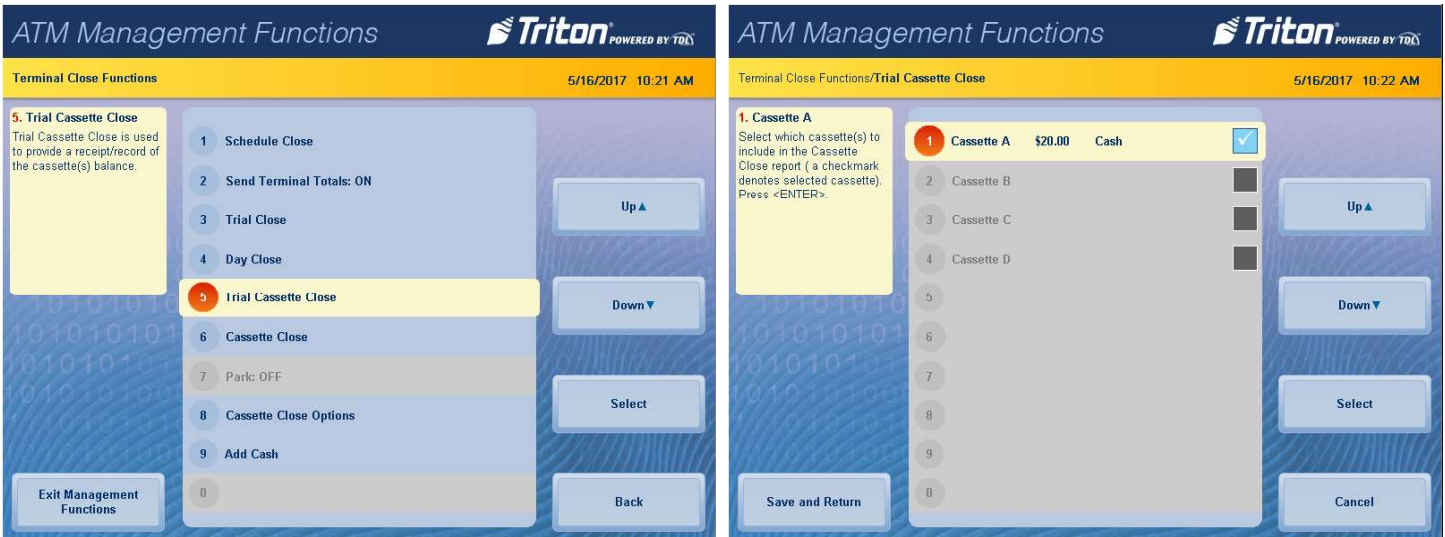 ATM Management Functions
Triton POWERED BY TDL
Terminal Close Functions
5/16/2017 10:21 AM
5. Trial Cassette Close
Trial Cassette Close is used
to provide a receipt/record of
the cassette(s) balance.
1 Schedule Close
2 Send Terminal Totals: ON
3 Trial Close
4 Day Close
5 Trial Cassette Close
6 Cassette Close
7 Park: OFF
8 Cassette Close Options
9 Add Cash
0
Up▲
Down▼
Select
Back
Exit Management
Functions
ATM Management Functions
Triton POWERED BY TDL
Terminal Close Functions/Trial Cassette Close
5/16/2017 10:22 AM
1. Cassette A
Select which cassette(s) to
include in the Cassette
Close report ( a checkmark
denotes selected cassette).
Press <ENTER>.
1 Cassette A $20.00 Cash
2 Cassette B
3 Cassette C
4 Cassette D
5
6
7
8
9
0
Up▲
Down▼
Select
Cancel
Save and Return